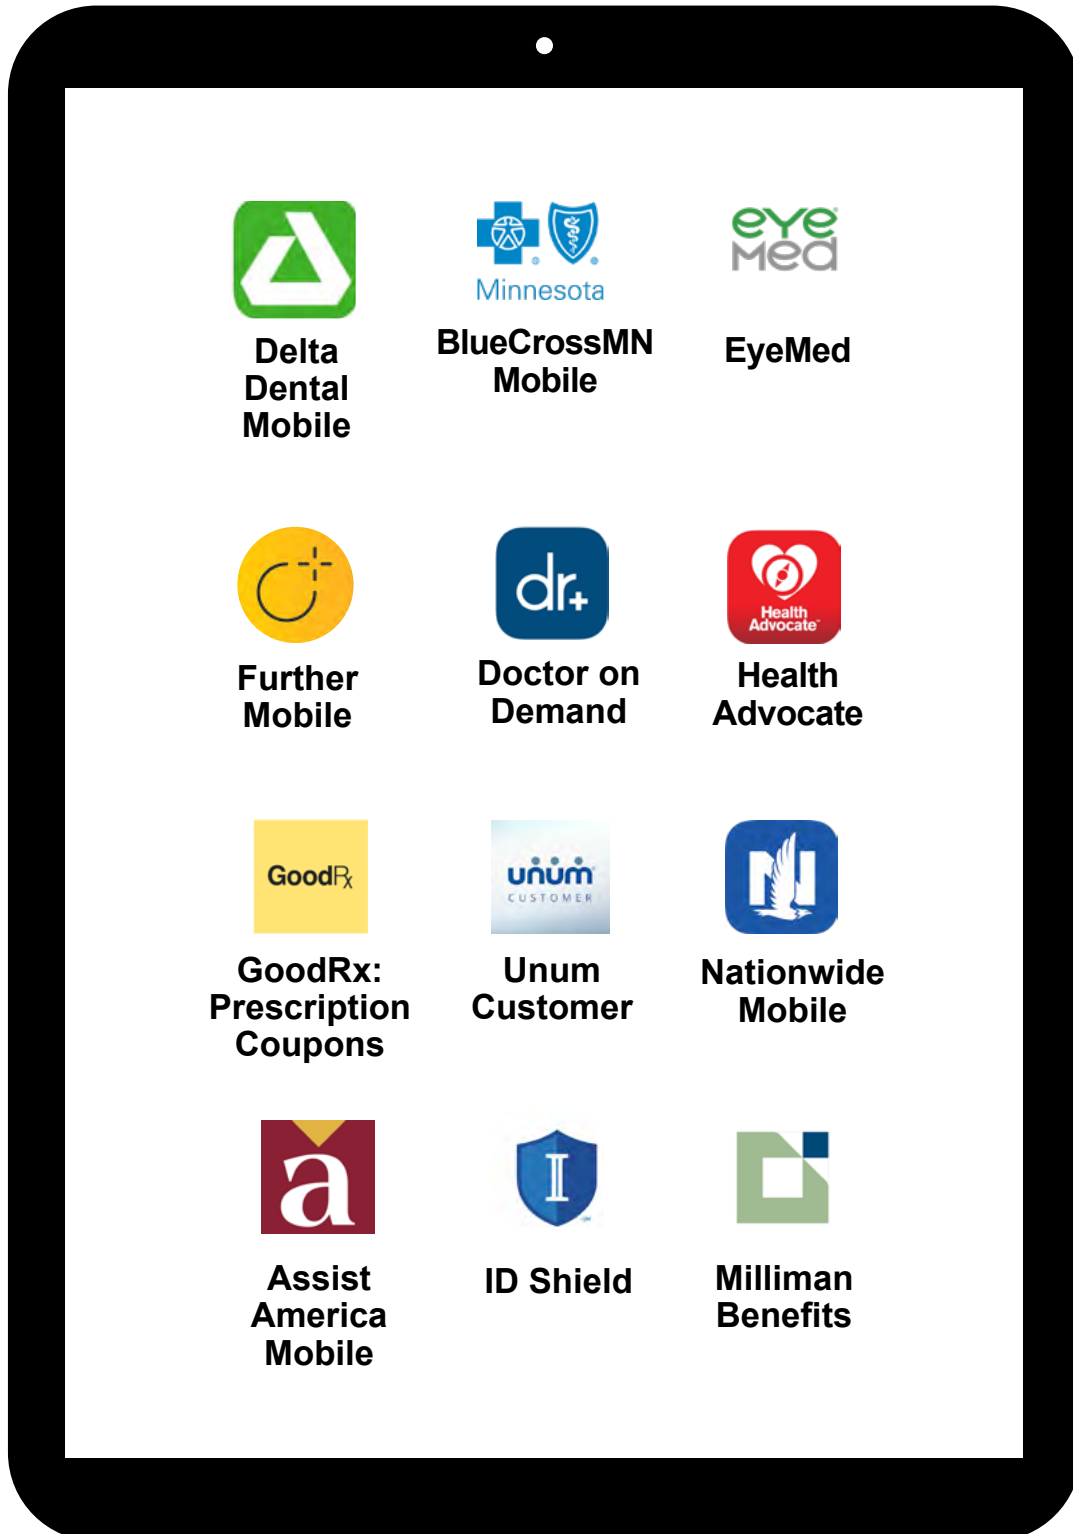 eye
med
Minnesota
Delta
Dental
Mobile
BlueCrossMN
Mobile
EyeMed
dr+
Health
Advocate™
Further
Mobile
Doctor on
Demand
Health
Advocate
GoodRx
unum
CUSTOMER
N
GoodRx:
Prescription
Coupons
Unum
Customer
Nationwide
Mobile
a
I
Assist
America
Mobile
ID Shield
Milliman
Benefits